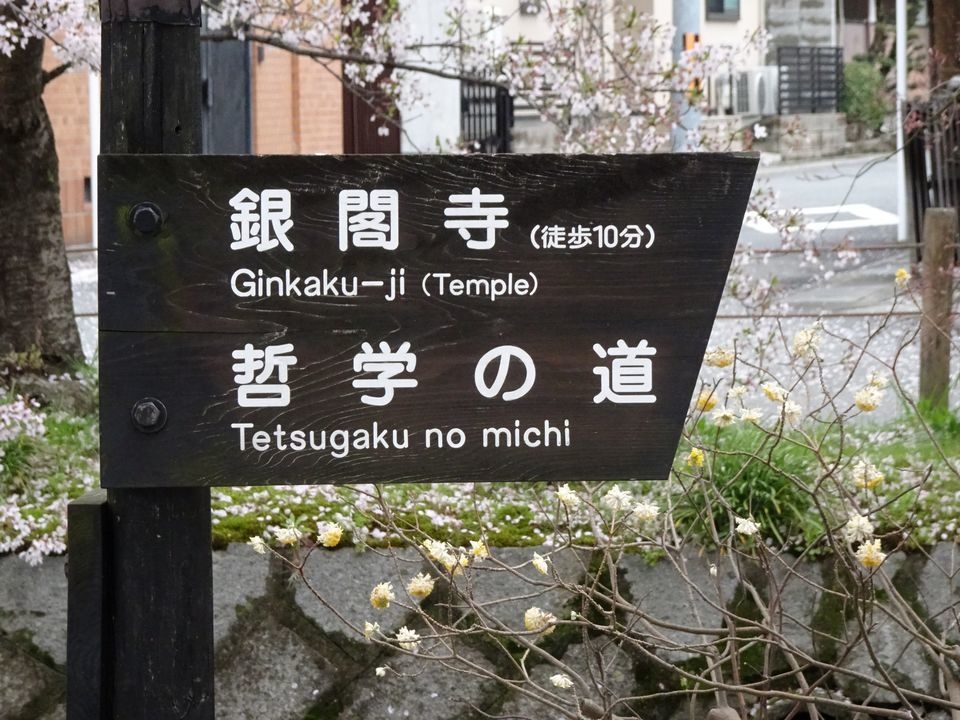 銀閣寺(徒歩10分)
Ginkaku-ji (Temple)
哲学の道
Tetsugaku no michi